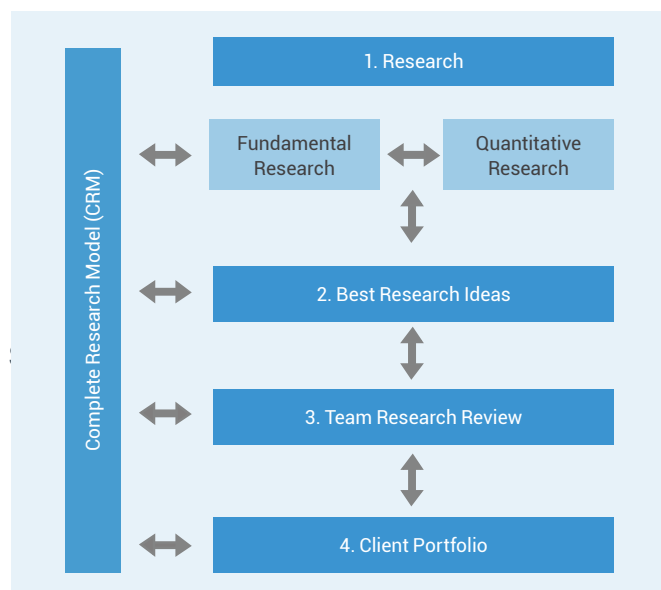 1. Research
Fundamental
Research
Quantitative
Research
Complete Research Model (CRM)
2. Best Research Ideas
3. Team Research Review
4. Client Portfolio